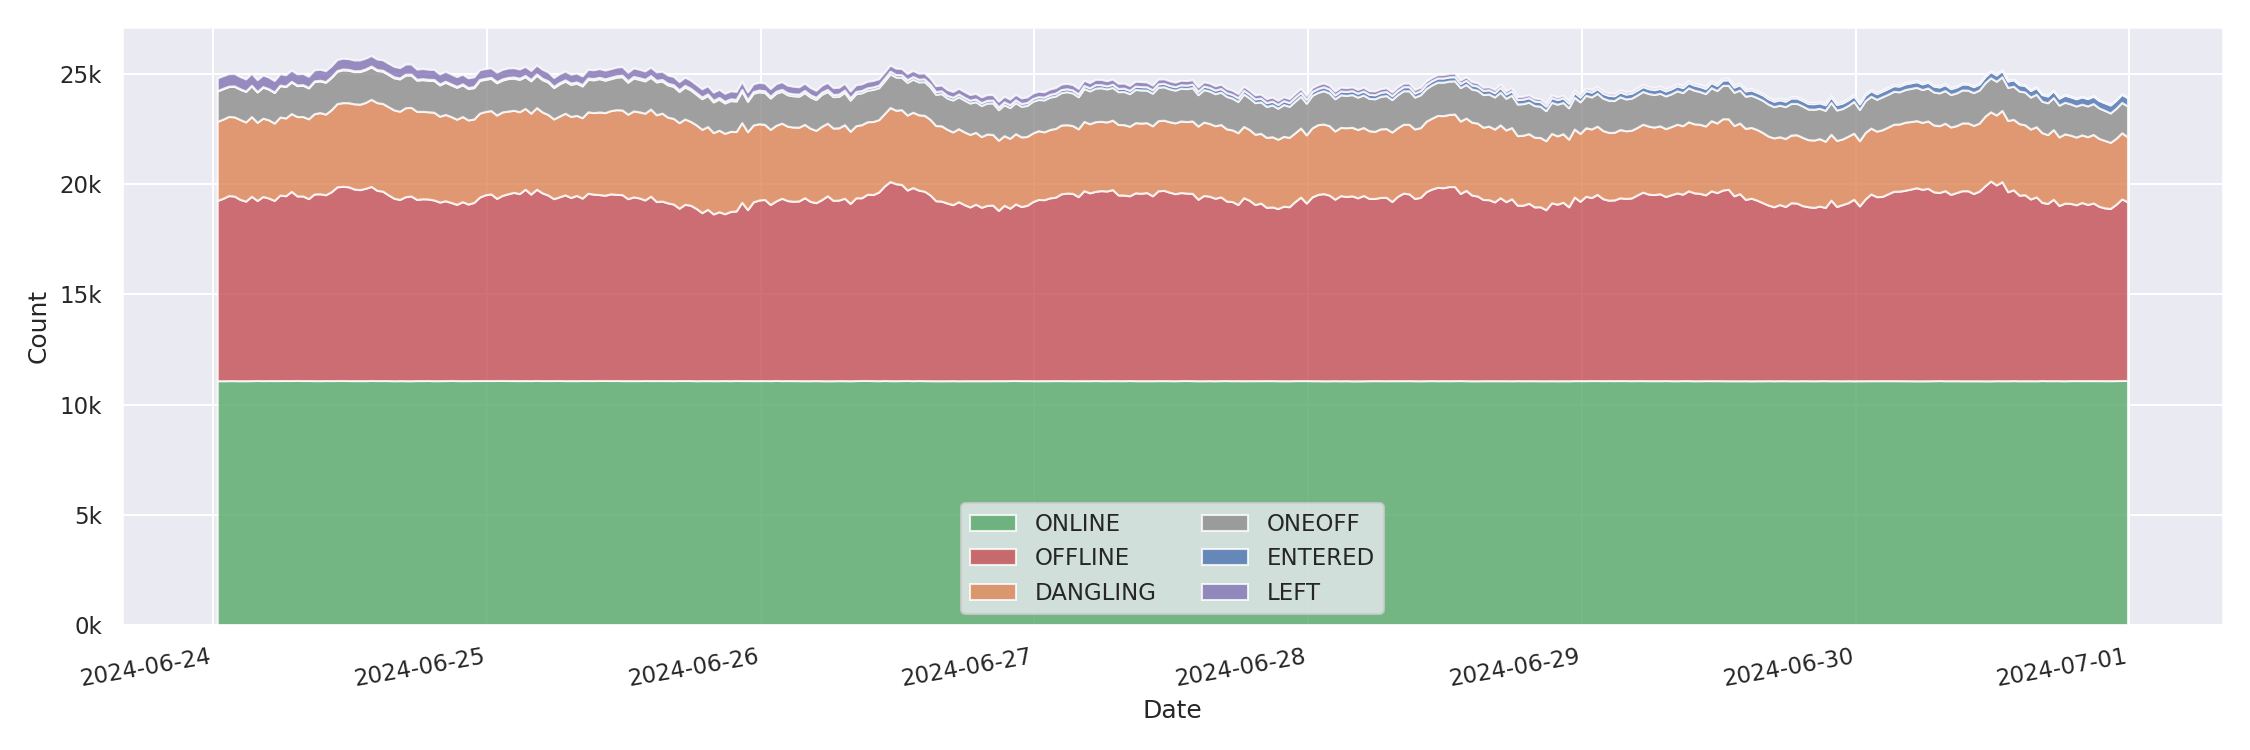 25k
20k
15k
10k
5k
0k
Count
ONLINE
OFFLINE
DANGLING
ONEOFF
ENTERED
LEFT
2024-06-24
2024-06-25
2024-06-26
2024-06-27
2024-06-28
2024-06-29
2024-06-30
2024-07-01
Date